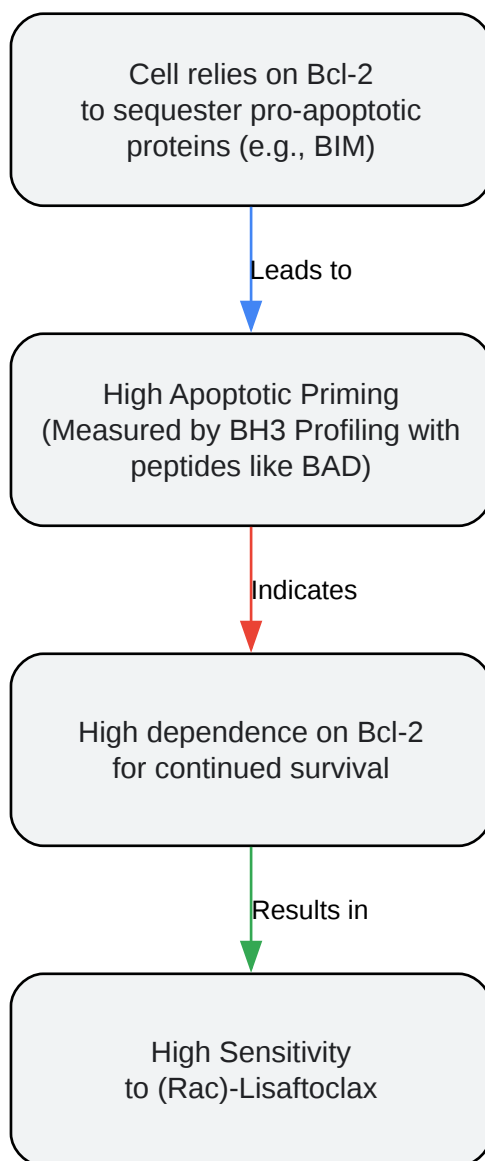 Cell relies on Bcl-2
to sequester pro-apoptotic
proteins (e.g., BIM)
Leads to
High Apoptotic Priming
(Measured by BH3 Profiling with
peptides like BAD)
Indicates
High dependence on Bcl-2
for continued survival
Results in
High Sensitivity
to (Rac)-Lisaftoclax